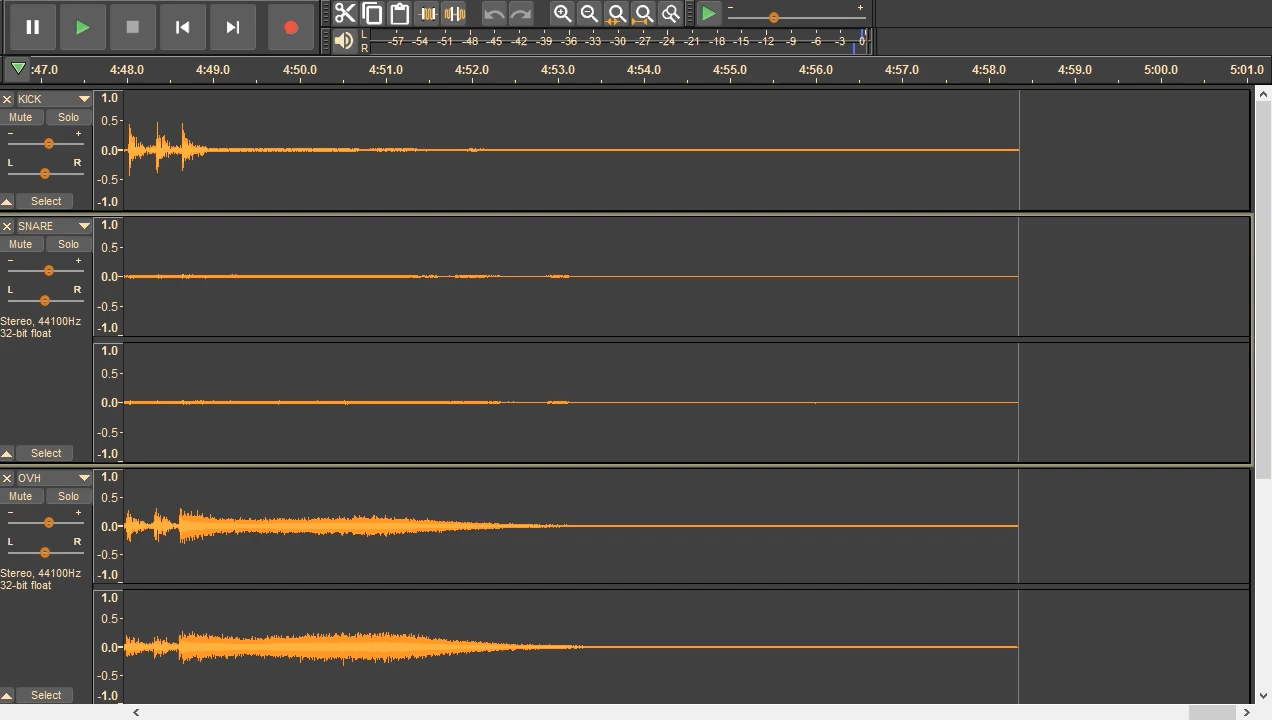 - +
L
R -57 -54 -51 -48 -45 -42 -39 -36 -33 -30 -27 -24 -21 -18 -15 -12 -9 -6 -3 0
:47.0 4:48.0 4:49.0 4:50.0 4:51.0 4:52.0 4:53.0 4:54.0 4:55.0 4:56.0 4:57.0 4:58.0 4:59.0 5:00.0 5:01.0
KICK
Mute Solo
- +
L R
Select
1.0
0.5
0.0
-0.5
-1.0
SNARE
Mute Solo
- +
L R
Stereo, 44100Hz
32-bit float
Select
1.0
0.5
0.0
-0.5
-1.0
1.0
0.5
0.0
-0.5
-1.0
OVH
Mute Solo
- +
L R
Stereo, 44100Hz
32-bit float
Select
1.0
0.5
0.0
-0.5
-1.0
1.0
0.5
0.0
-0.5
-1.0